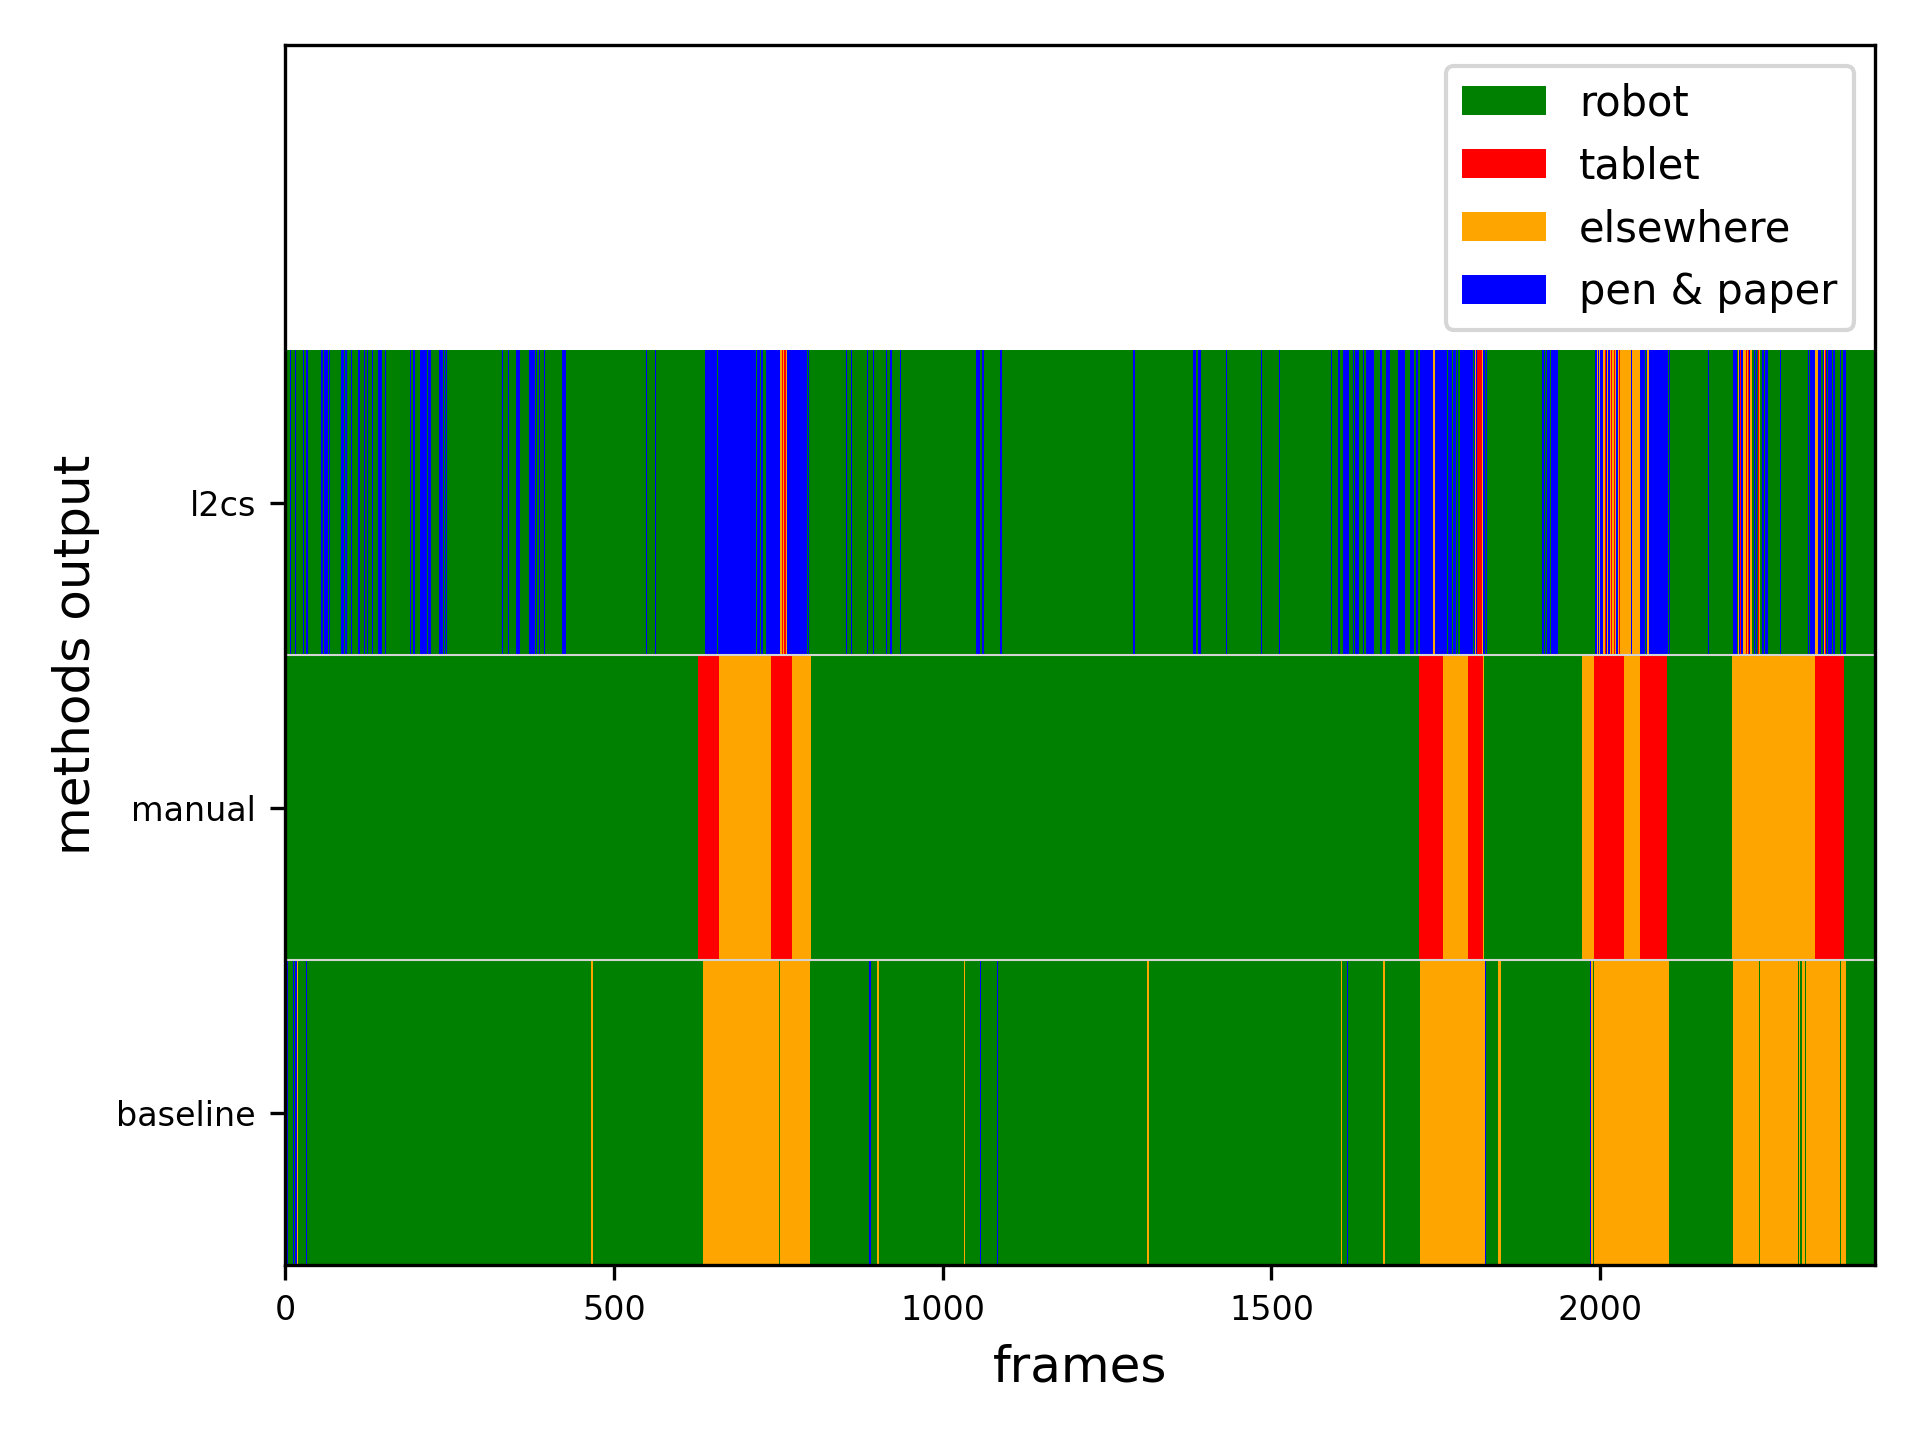 robot
tablet
elsewhere
pen & paper
methods output
l2cs
manual
baseline
0 500 1000 1500 2000
frames